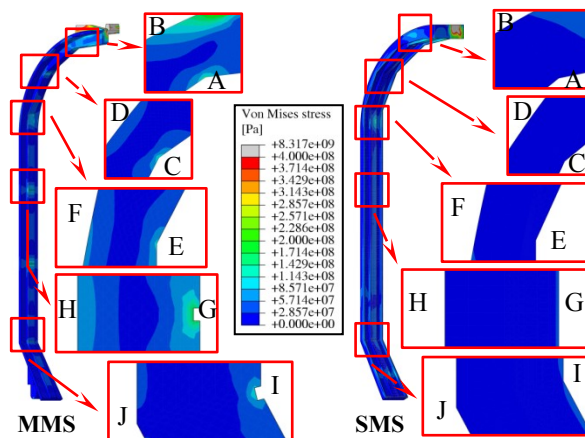 B
A
D
C
F
E
H
G
J
I
MMS
Von Mises stress
[Pa]
+8.317e+09
+4.000e+08
+3.714e+08
+3.429e+08
+3.143e+08
+2.857e+08
+2.571e+08
+2.286e+08
+2.000e+08
+1.714e+08
+1.429e+08
+1.143e+08
+8.571e+07
+5.714e+07
+2.857e+07
+0.000e+00
B
A
D
C
F
E
H
G
J
I
SMS